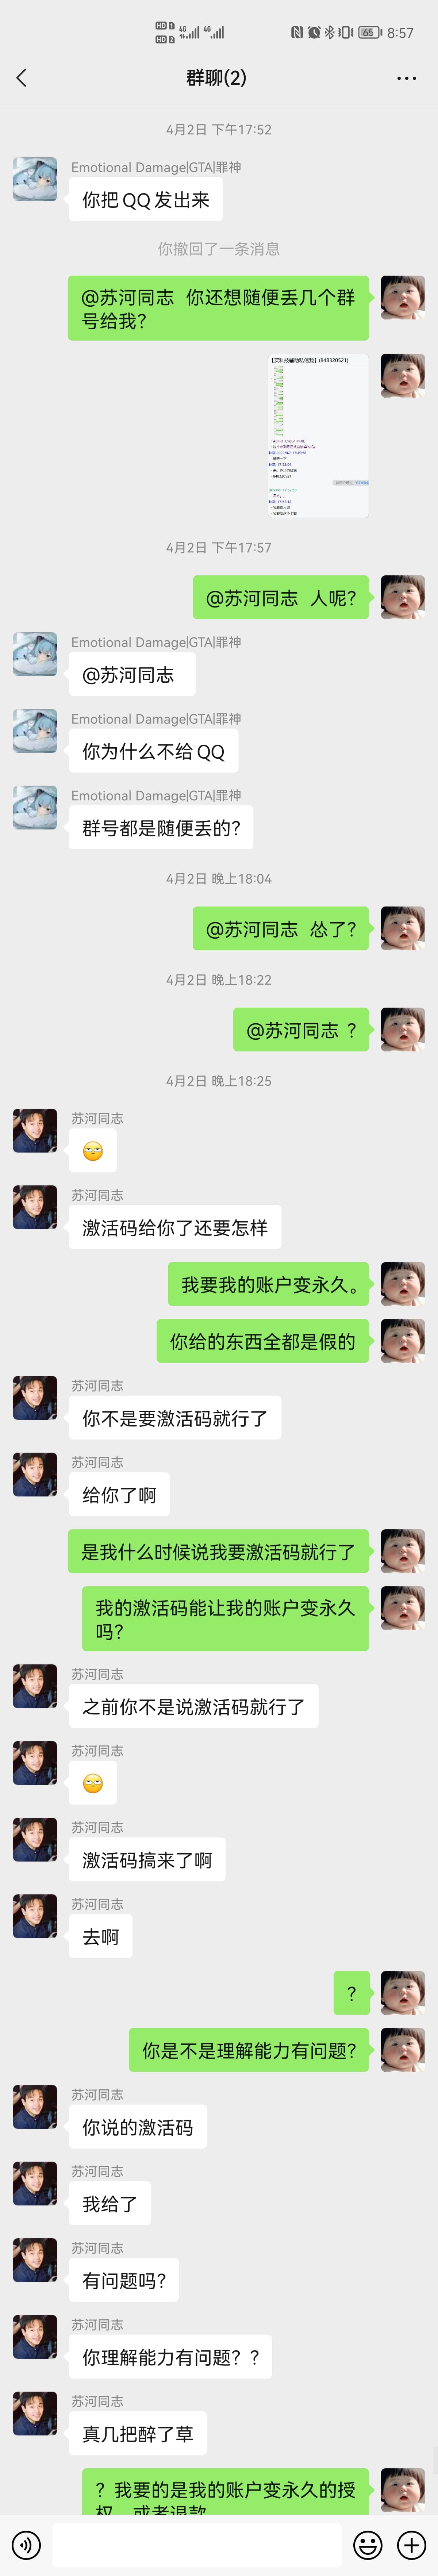 HD 1 4G 4G
HD 2
65 8:57
群聊(2)
4月2日 下午17:52
Emotional Damage|GTA|罪神
你把QQ发出来
你撤回了一条消息
@苏河同志 你还想随便丢几个群
号给我?
(848320521)
4月2日 下午17:57
@苏河同志 人呢?
Emotional Damage|GTA|罪神
@苏河同志
Emotional Damage|GTA|罪神
你为什么不给QQ
Emotional Damage|GTA|罪神
群号都是随便丢的?
4月2日 晚上18:04
@苏河同志 怂了?
4月2日 晚上18:22
@苏河同志 ?
4月2日 晚上18:25
苏河同志
苏河同志
激活码给你了还要怎样
我要我的账户变永久。
你给的东西全都是假的
苏河同志
你不是要激活码就行了
苏河同志
给你了啊
是我什么时候说我要激活码就行了
我的激活码能让我的账户变永久
吗?
苏河同志
之前你不是说激活码就行了
苏河同志
苏河同志
激活码搞来了啊
苏河同志
去啊
?
你是不是理解能力有问题?
苏河同志
你说的激活码
苏河同志
我给了
苏河同志
有问题吗?
苏河同志
你理解能力有问题??
苏河同志
真几把醉了草
?我要的是我的账户变永久的授
权，或者退款